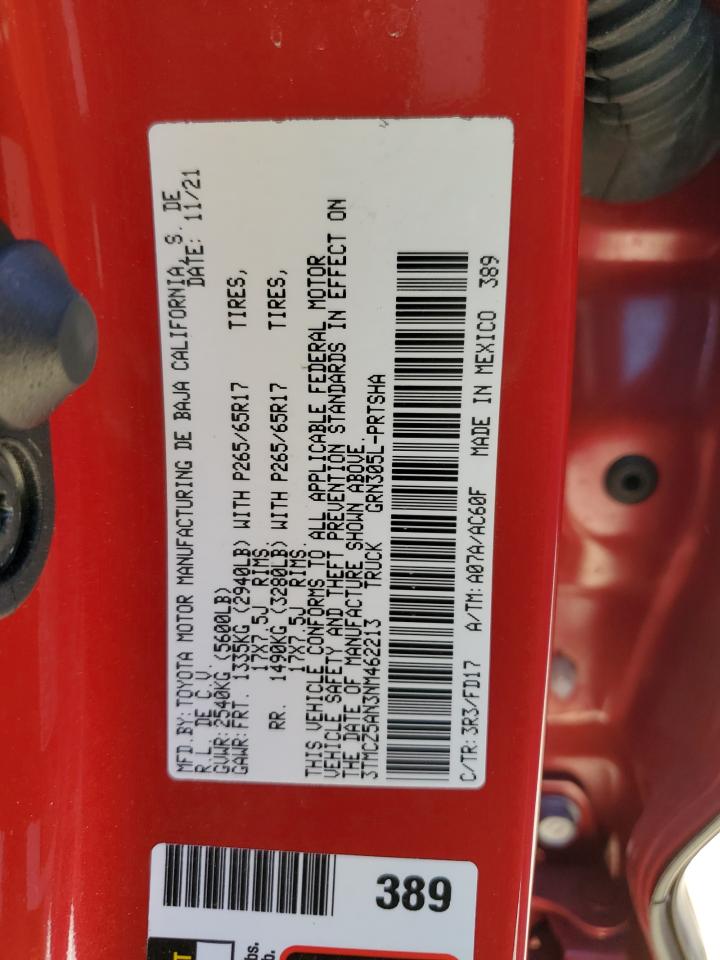 MFD.BY:TOYOTA MOTOR MANUFACTURING DE BAJA CALIFORNIA, S. DE
R.L. DE C.V. DATE: 11/21
GVWR:2540KG (5600LB)
GAWR:FRT. 1335KG (2940LB) WITH P265/65R17 TIRES,
17X7.5J RIMS
RR. 1490KG (3280LB) WITH P265/65R17 TIRES,
17X7.5J RIMS.
THIS VEHICLE CONFORMS TO ALL APPLICABLE FEDERAL MOTOR
VEHICLE SAFETY AND THEFT PREVENTION STANDARDS IN EFFECT ON
THE DATE OF MANUFACTURE SHOWN ABOVE.
3TMCZ5AN3NM462213 TRUCK GRN305L-PRTSHA
C/TR:3R3/FD17 A/TM:A07A/AC60F MADE IN MEXICO 389
389
bs.
b.